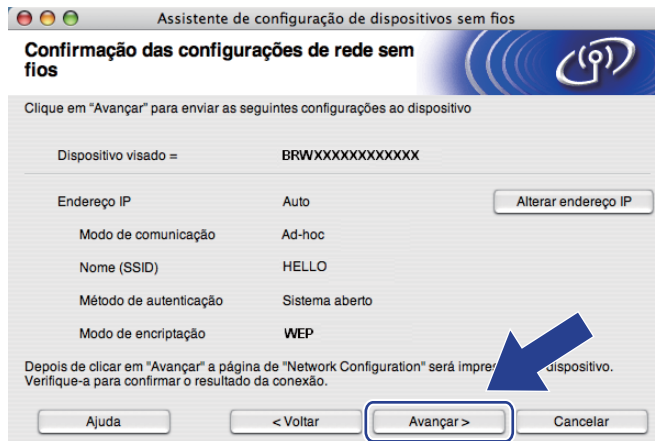 Assistente de configuração de dispositivos sem fios
Confirmação das configurações de rede sem
fios
Clique em “Avançar” para enviar as seguintes configurações ao dispositivo
Dispositivo visado = BRWXXXXXXXXXXXX
Endereço IP Auto Alterar endereço IP
Modo de comunicação Ad-hoc
Nome (SSID) HELLO
Método de autenticação Sistema aberto
Modo de encriptação WEP
Depois de clicar em "Avançar" a página de "Network Configuration" será dispositivo.
Verifique-a para confirmar o resultado da conexão.
Ajuda < Voltar Avançar > Cancelar